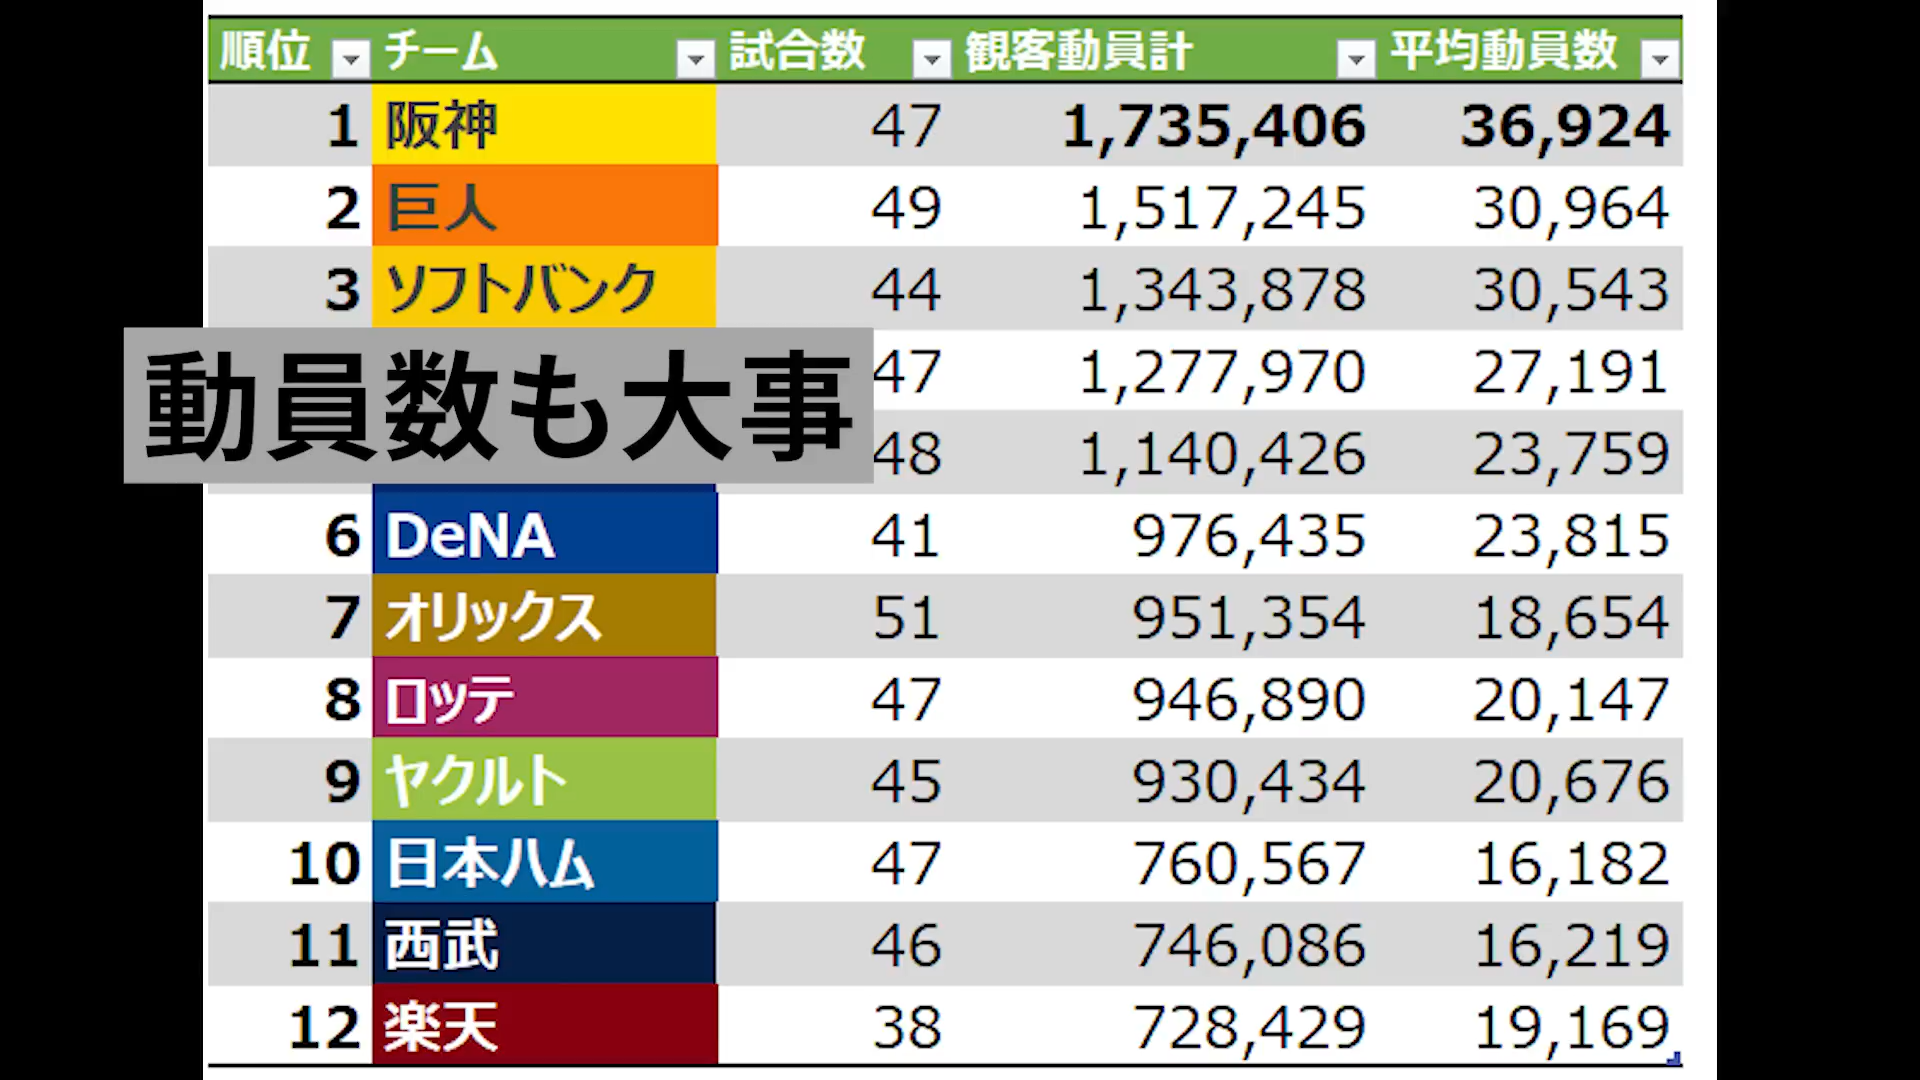 順位 チーム 試合数 観客動員計 平均動員数
1 阪神 47 1,735,406 36,924
2 巨人 49 1,517,245 30,964
3 ソフトバンク 44 1,343,878 30,543
47 1,277,970 27,191
動員数も大事
48 1,140,426 23,759
6 DeNA 41 976,435 23,815
7 オリックス 51 951,354 18,654
8 ロッテ 47 946,890 20,147
9 ヤクルト 45 930,434 20,676
10 日本ハム 47 760,567 16,182
11 西武 46 746,086 16,219
12 楽天 38 728,429 19,169